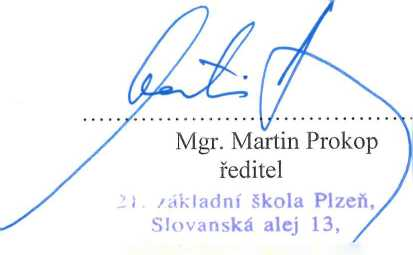 Mgr. Martin Prokop
ředitel
21. základní škola Plzeň,
Slovanská alej 13,